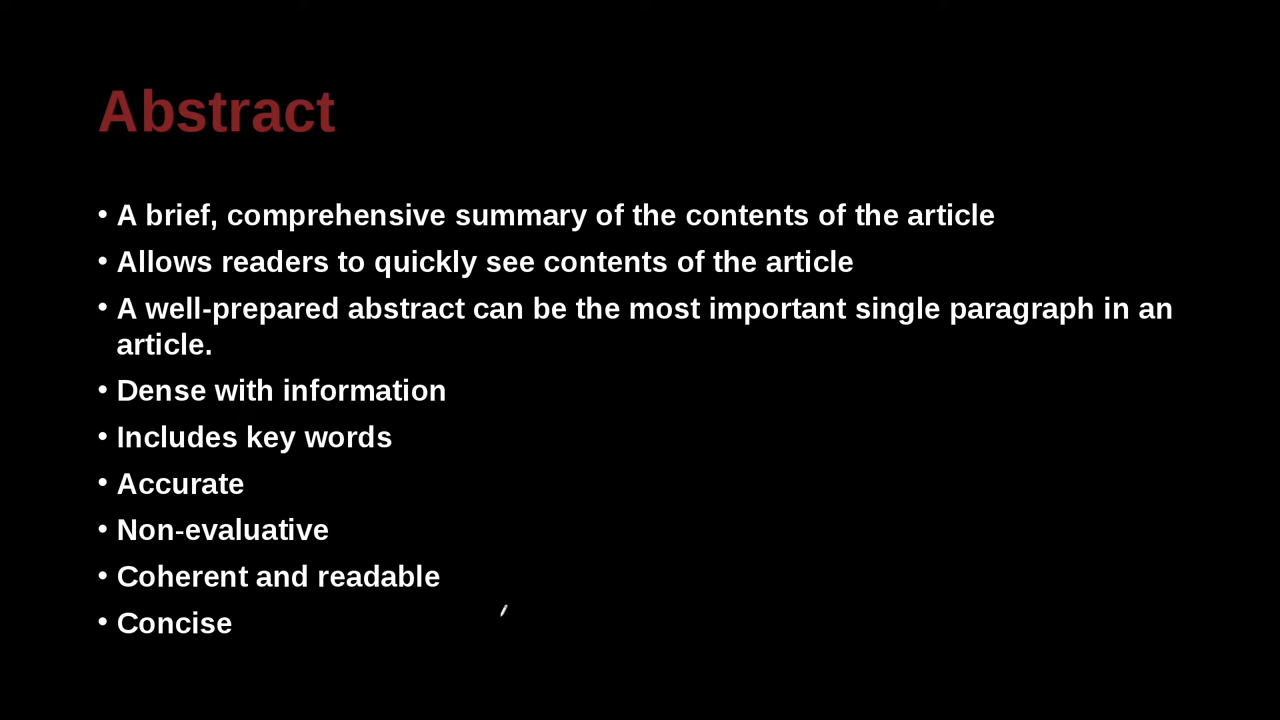 Abstract
• A brief, comprehensive summary of the contents of the article
• Allows readers to quickly see contents of the article
• A well-prepared abstract can be the most important single paragraph in an
article.
• Dense with information
• Includes key words
• Accurate
• Non-evaluative
• Coherent and readable
• Concise